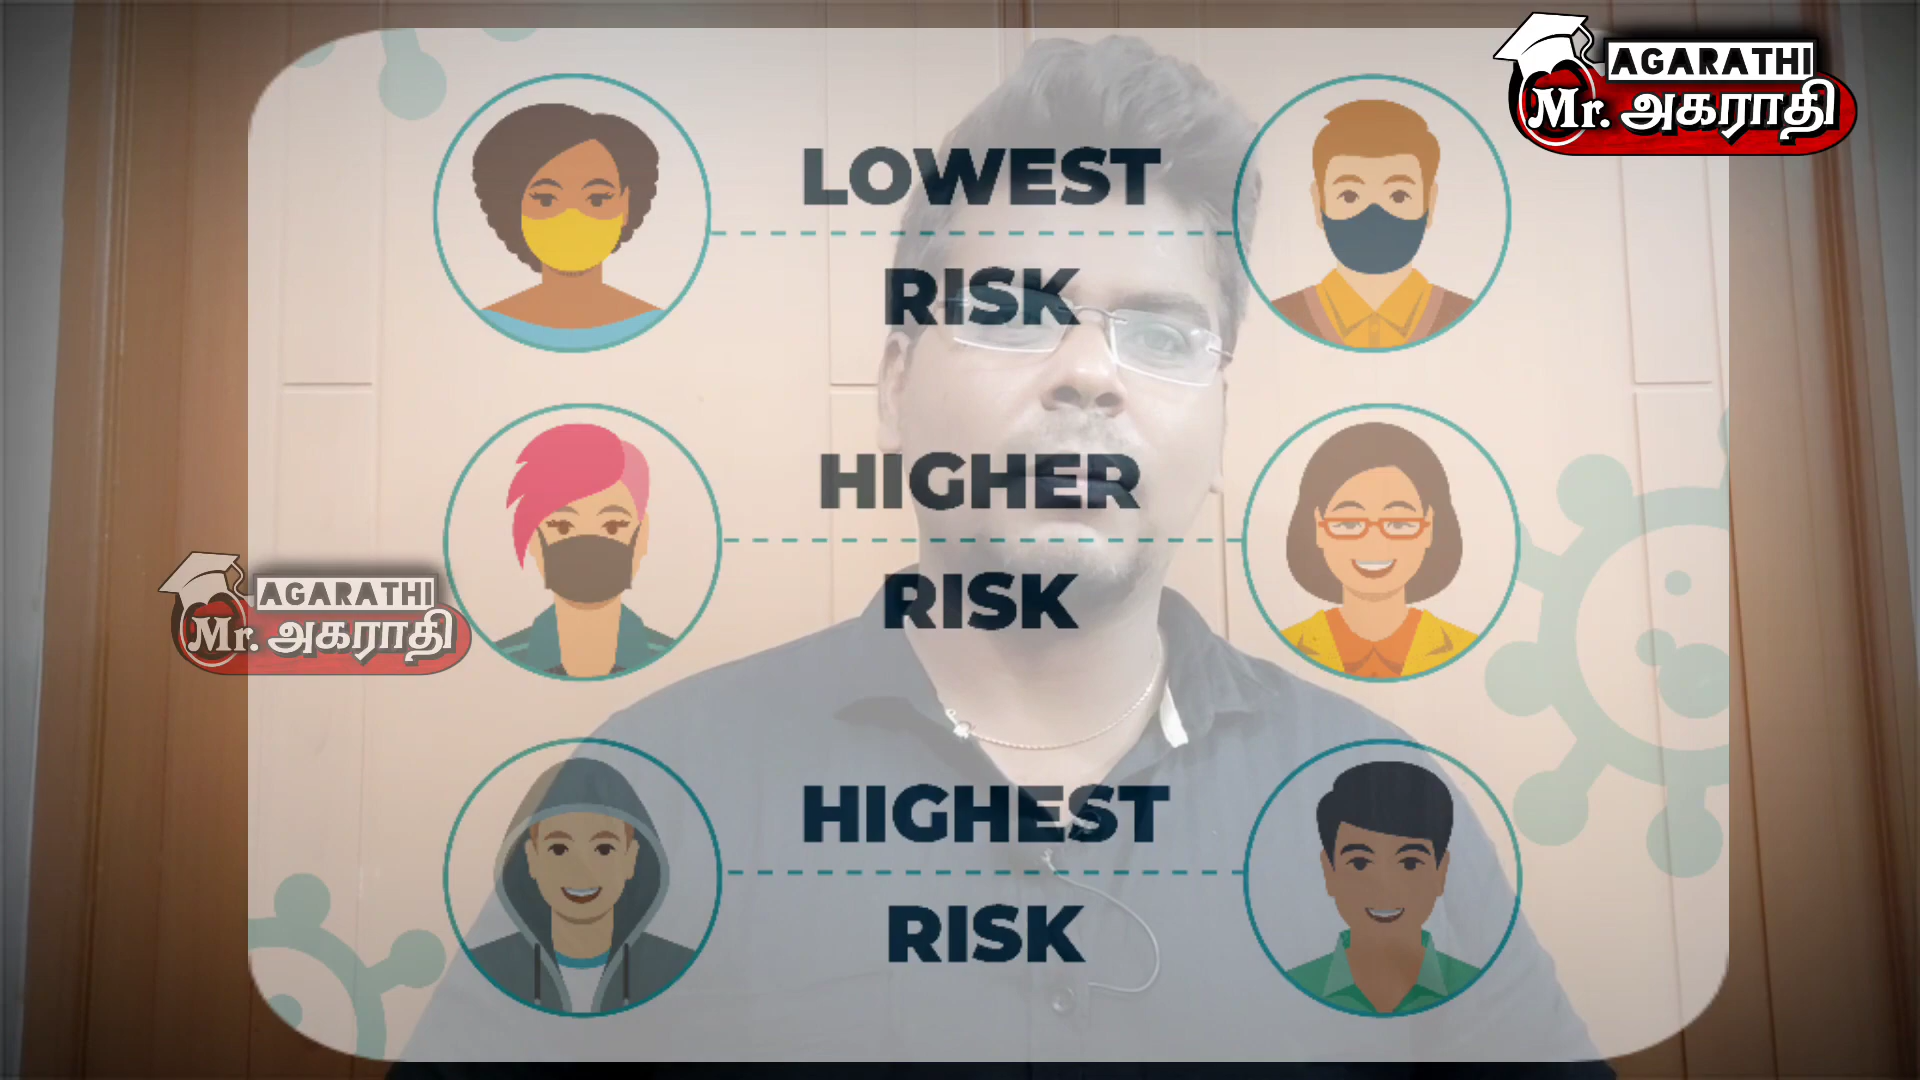 AGARATHI
Mr. அகராதி
LOWEST
RISK
HIGHER
RISK
AGARATHI
Mr. அகராதி
HIGHEST
RISK